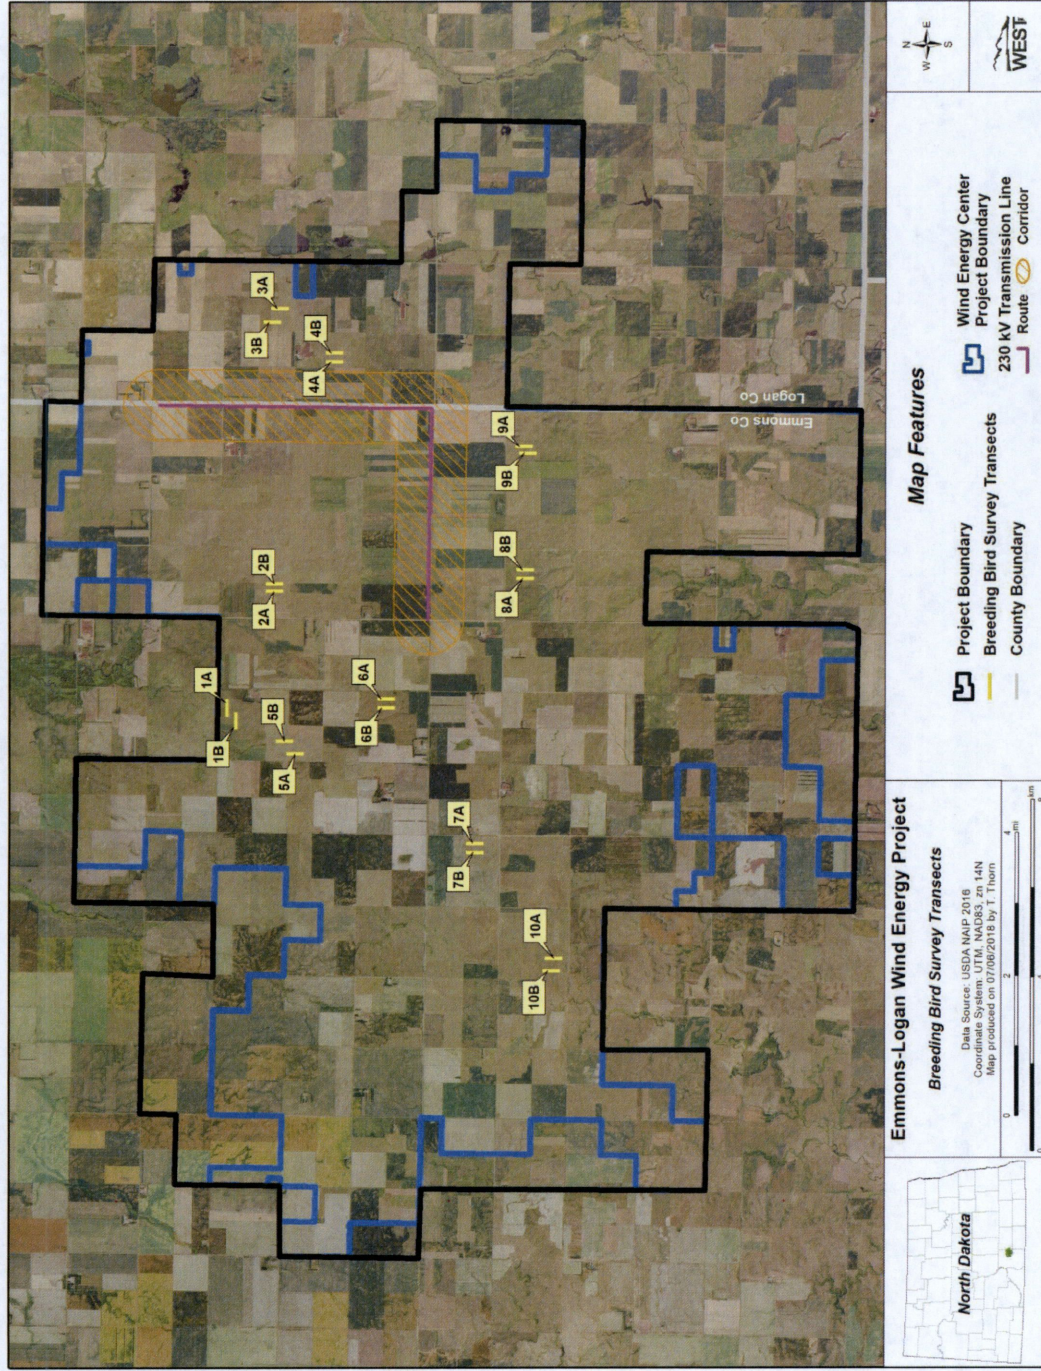 1A
1B
3B
3A
2A
2B
5B
5A
4A
4B
6B
6A
7B
7A
8A
8B
9B
9A
10B
10A
Emmons Co
Logan Co
North Dakota
Emmons-Logan Wind Energy Project
Breeding Bird Survey Transects
Data Source: USDA NAIP 2016
Coordinate System: UTM, NAD83, zn 14N
Map produced on 07/06/2018 by T. Thorn
0 2 4
mi
km
Map Features
Project Boundary
Breeding Bird Survey Transects
County Boundary
Wind Energy Center
Project Boundary
230 kV Transmission Line
Route Corridor
N
W E
S
WEST